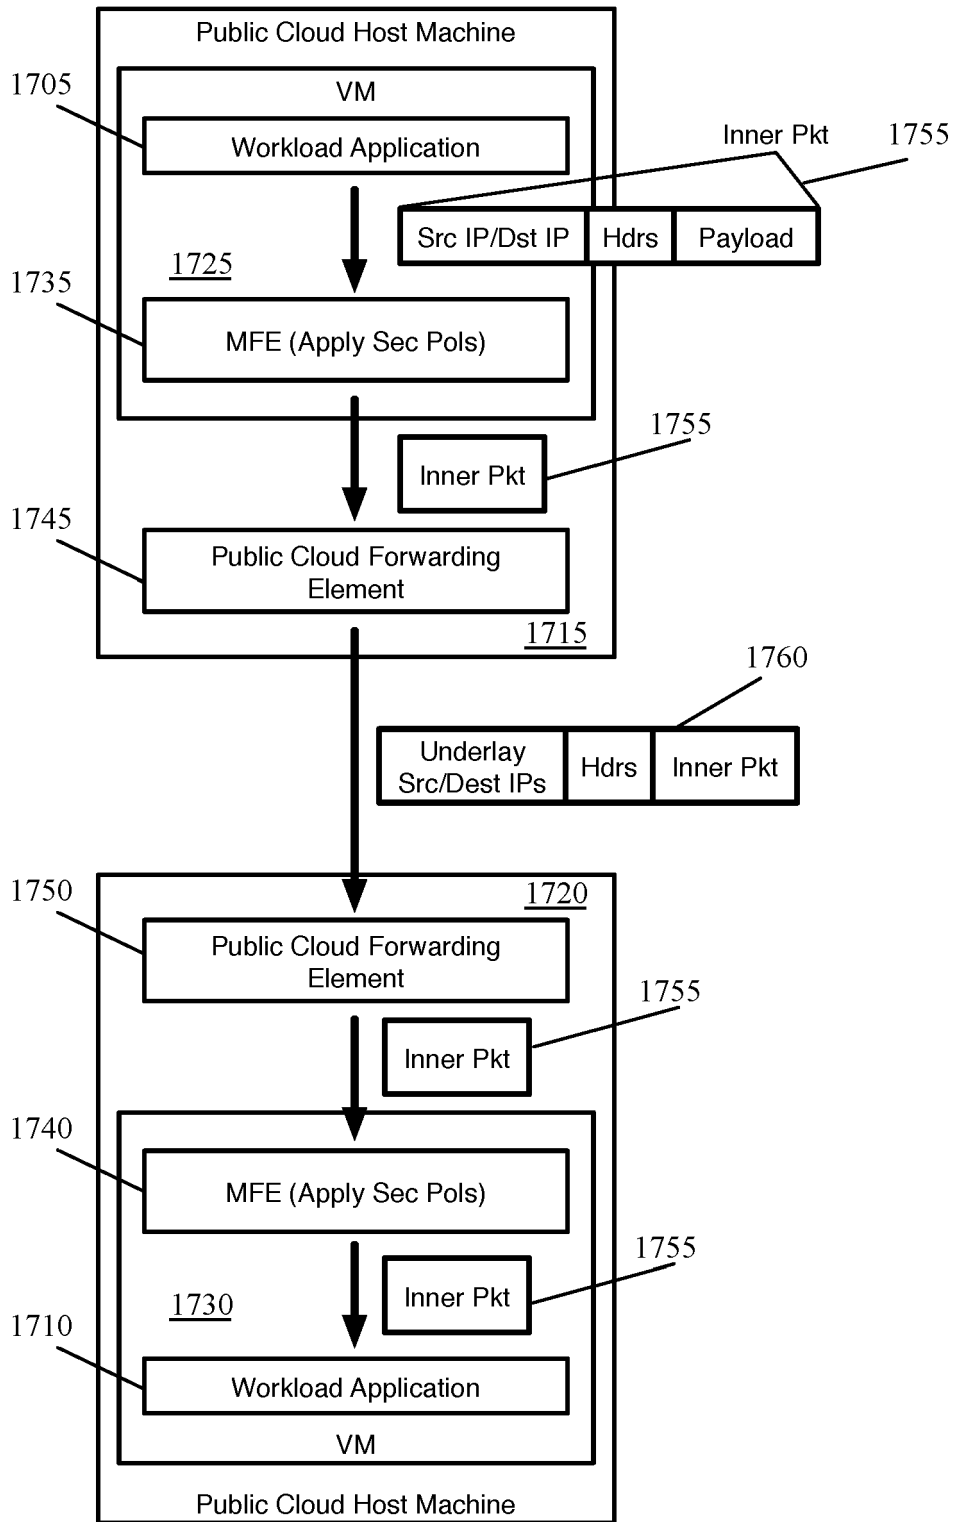 Public Cloud Host Machine
1705
VM
Workload Application
Inner Pkt
1755
Src IP/Dst IP
Hdrs
Payload
1725
1735
MFE (Apply Sec Pols)
1755
Inner Pkt
1745
Public Cloud Forwarding
Element
1715
1760
Underlay
Src/Dest IPs
Hdrs
Inner Pkt
1750
1720
Public Cloud Forwarding
Element
1755
Inner Pkt
1740
MFE (Apply Sec Pols)
1755
Inner Pkt
1730
1710
Workload Application
VM
Public Cloud Host Machine